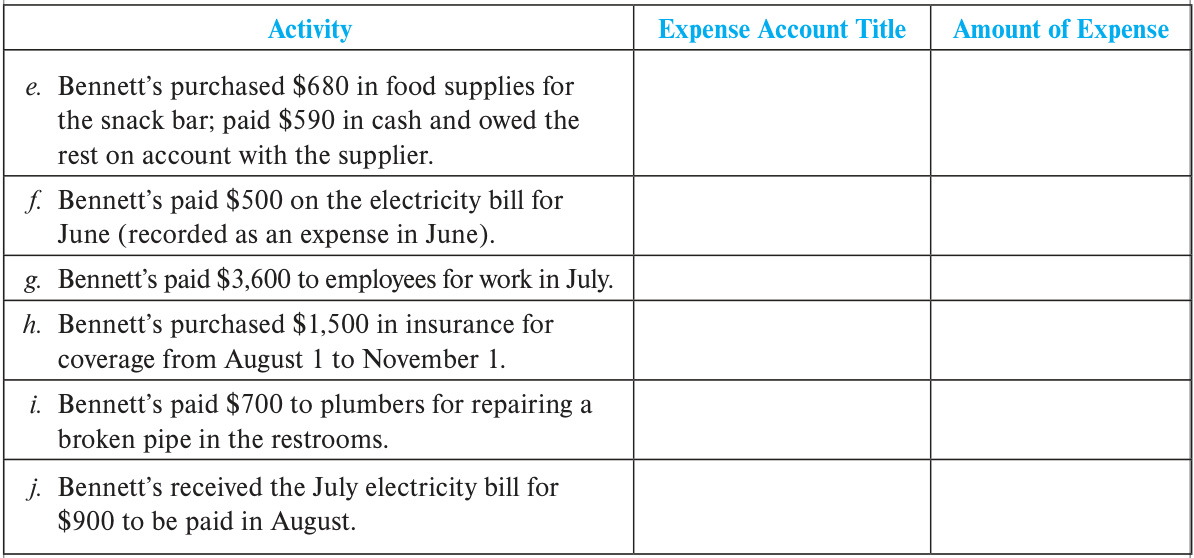 Activity Expense Account Title Amount of Expense
e. Bennett’s purchased $680 in food supplies for
the snack bar; paid $590 in cash and owed the
rest on account with the supplier.
f. Bennett’s paid $500 on the electricity bill for
June (recorded as an expense in June).
g. Bennett’s paid $3,600 to employees for work in July.
h. Bennett’s purchased $1,500 in insurance for
coverage from August 1 to November 1.
i. Bennett’s paid $700 to plumbers for repairing a
broken pipe in the restrooms.
j. Bennett’s received the July electricity bill for
$900 to be paid in August.